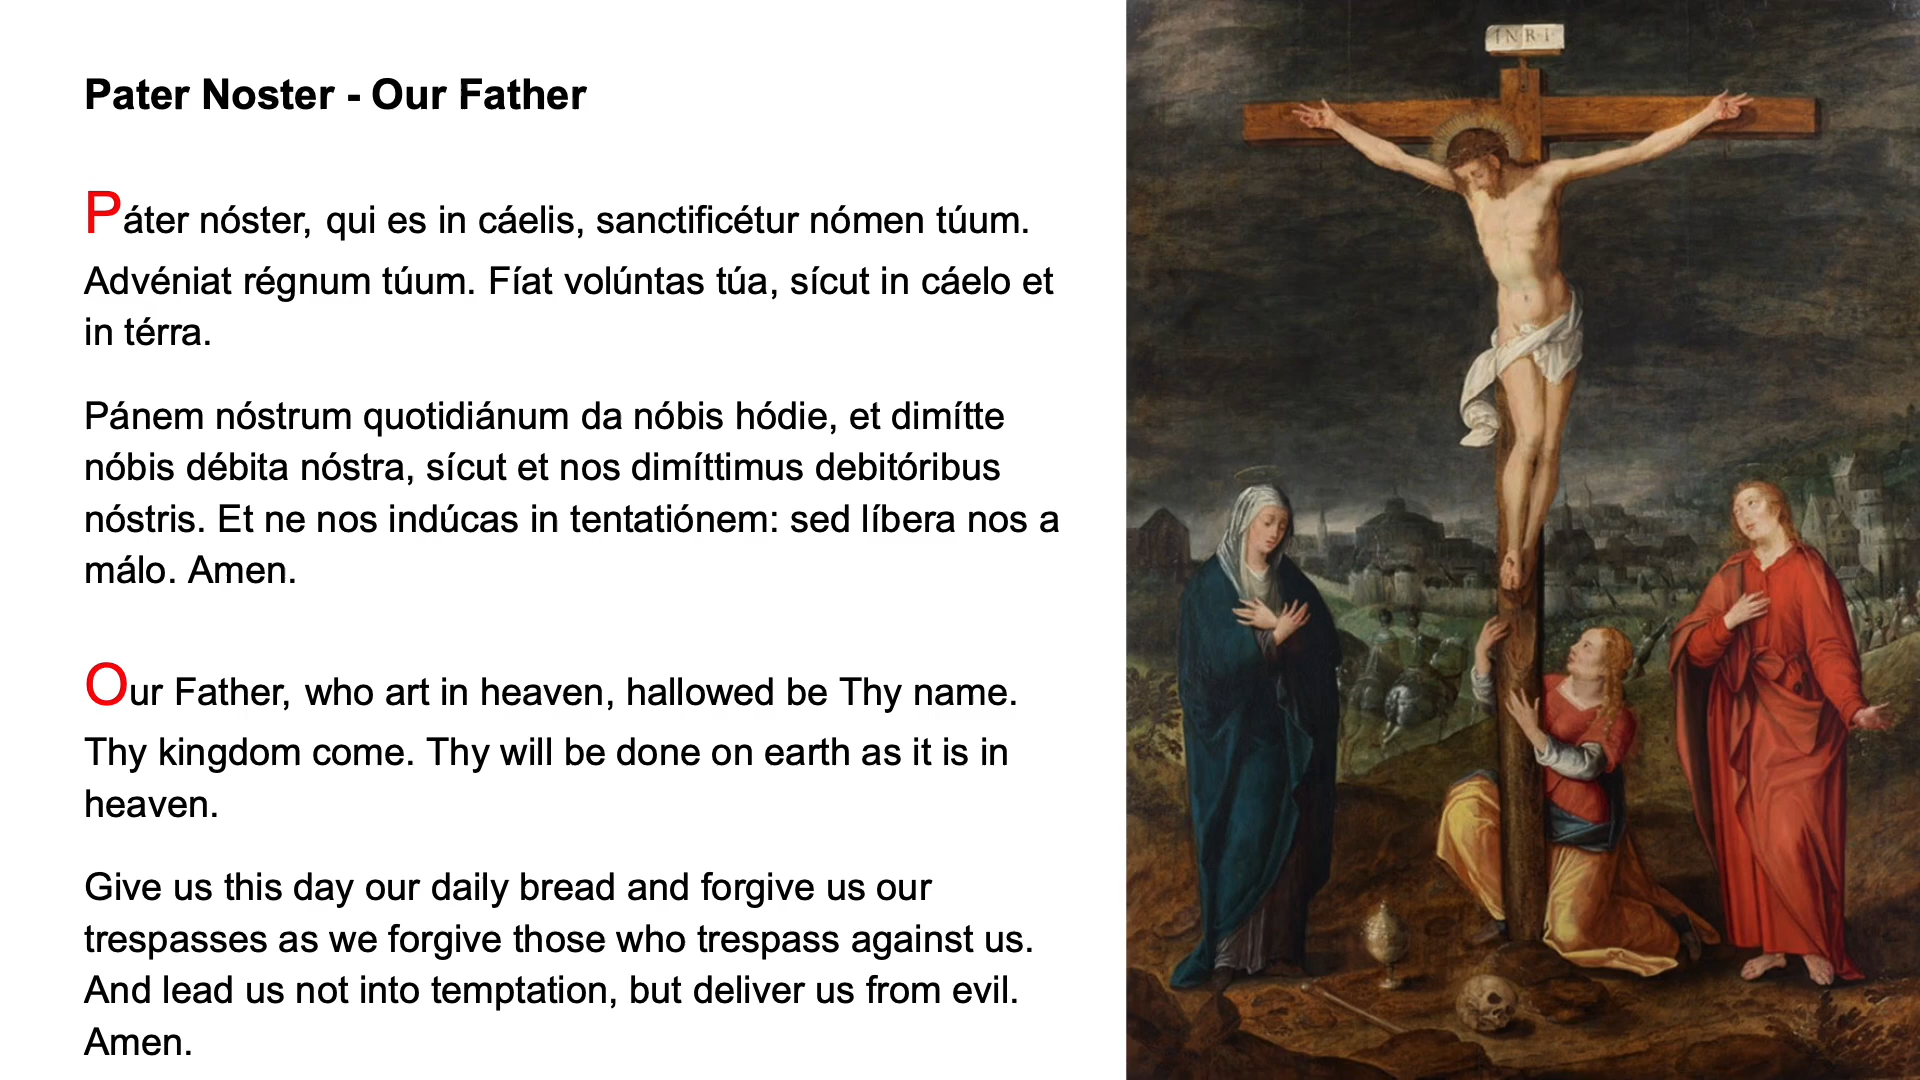 Pater Noster - Our Father
Páter nóster, qui es in cáelis, sanctificétur nómen túum.
Advéniat régnum túum. Fíat volúntas túa, sícut in cáelo et
in térra.
Pánem nóstrum quotidiánum da nóbis hódie, et dimítte
nóbis débita nóstra, sícut et nos dimíttimus debitóribus
nóstris. Et ne nos indúcas in tentatiónem: sed líbera nos a
málo. Amen.
Our Father, who art in heaven, hallowed be Thy name.
Thy kingdom come. Thy will be done on earth as it is in
heaven.
Give us this day our daily bread and forgive us our
trespasses as we forgive those who trespass against us.
And lead us not into temptation, but deliver us from evil.
Amen.
INRI